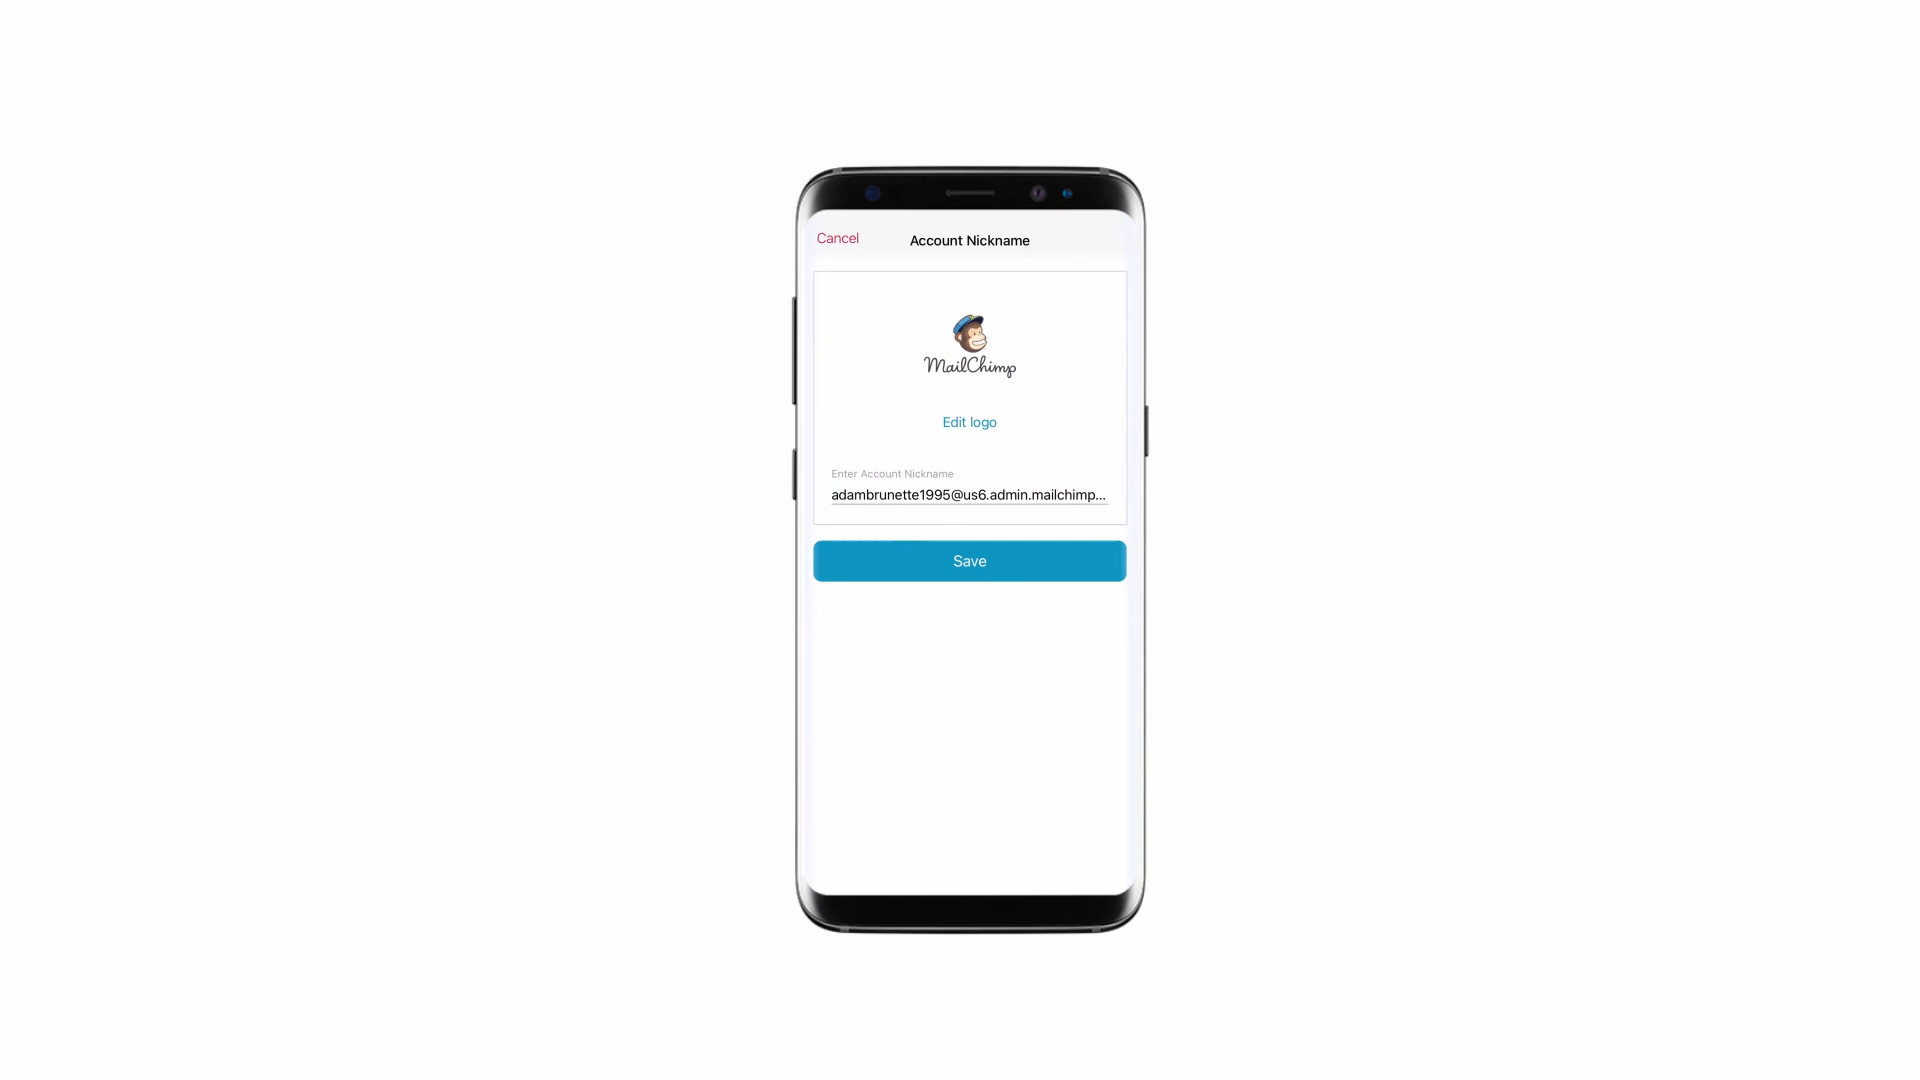 Cancel
Account Nickname
MailChimp
Edit logo
Enter Account Nickname
adambrunette1995@us6.admin.mailchimp...
Save